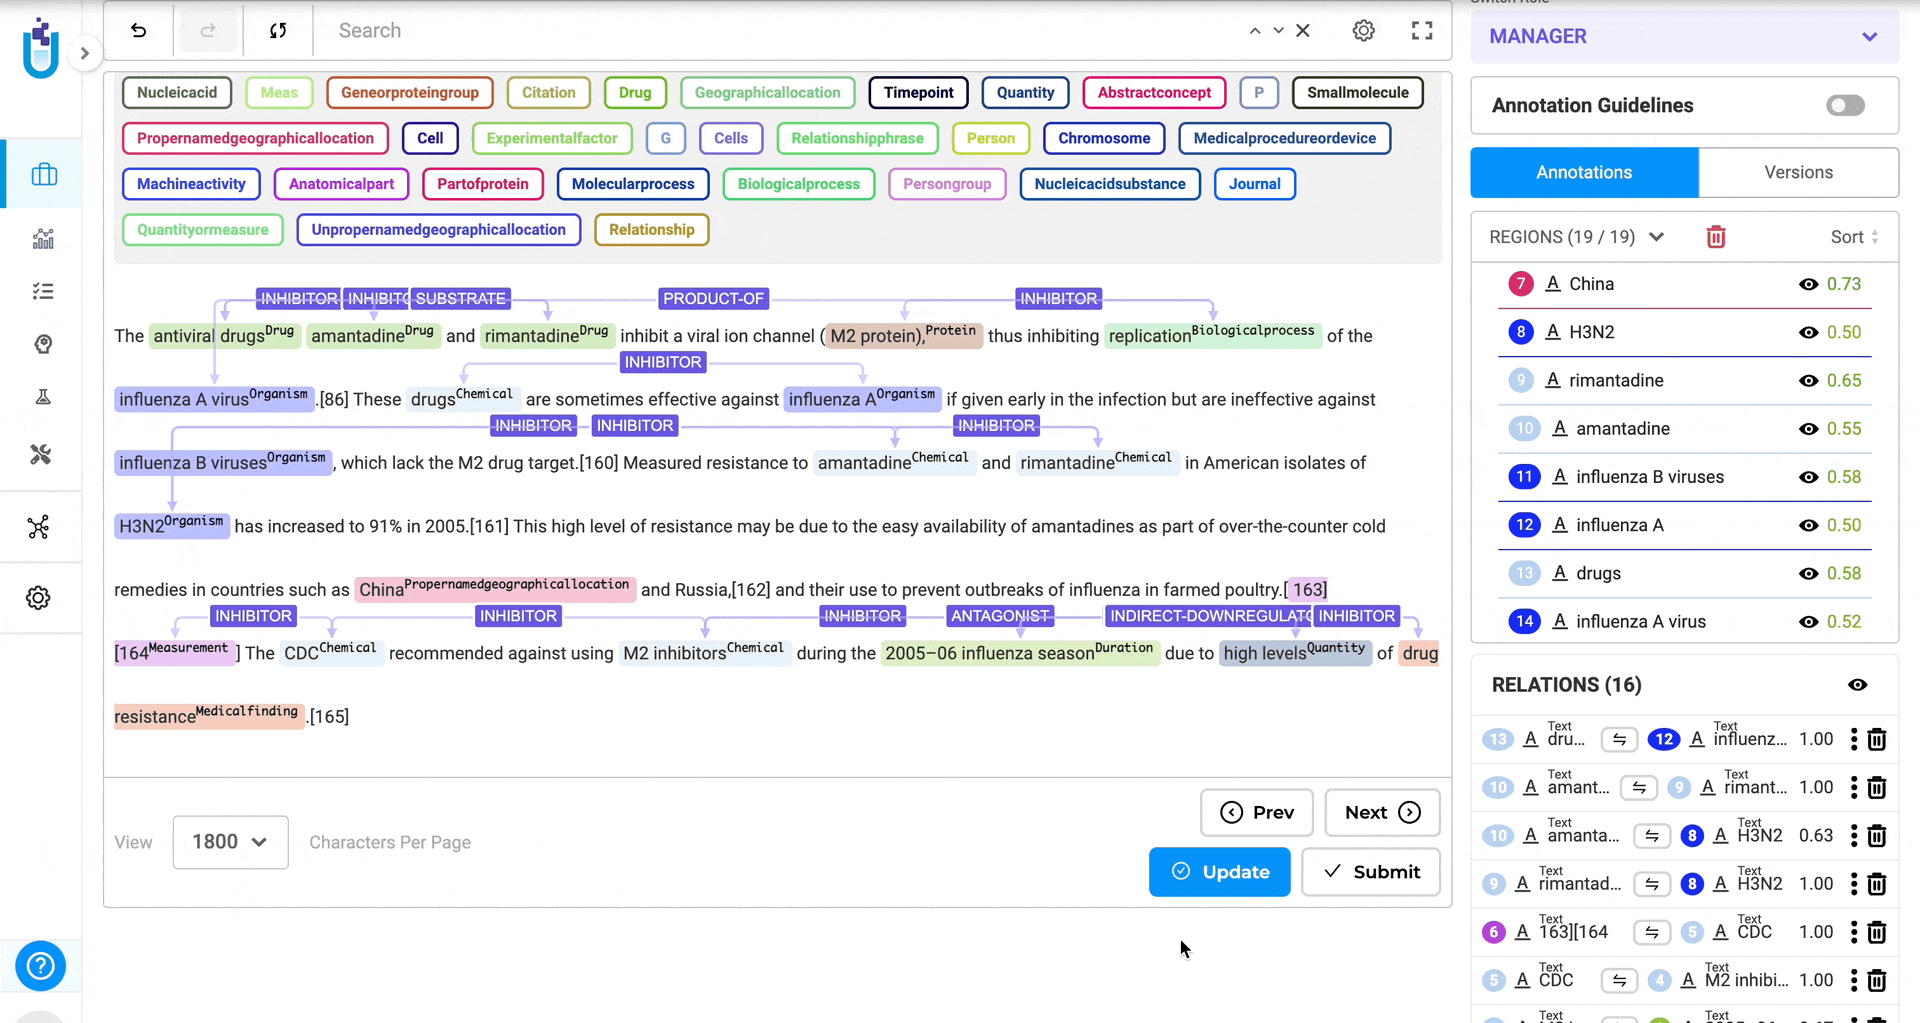 Search
Switch Role
MANAGER
Nucleicacid Meas Geneorproteingroup Citation Drug Geographicallocation Timepoint Quantity Abstractconcept P Smallmolecule
Propernamedgeographicallocation Cell Experimentalfactor G Cells Relationshipphrase Person Chromosome Medicalprocedureordevice
Machineactivity Anatomicalpart Partofprotein Molecularprocess Biologicalprocess Persongroup Nucleicacidsubstance Journal
Quantityormeasure Unpropernamedgeographicallocation Relationship
INHIBITOR INHIBITO SUBSTRATE PRODUCT-OF INHIBITOR
The antiviral drugs Drug amantadine Drug and rimantadine Drug inhibit a viral ion channel (M2 protein), Protein thus inhibiting replication Biologicalprocess of the
INHIBITOR
influenza A virus Organism .[86] These drugs Chemical are sometimes effective against influenza A Organism if given early in the infection but are ineffective against
INHIBITOR INHIBITOR INHIBITOR
influenza B viruses Organism , which lack the M2 drug target.[160] Measured resistance to amantadine Chemical and rimantadine Chemical in American isolates of
H3N2 Organism has increased to 91% in 2005.[161] This high level of resistance may be due to the easy availability of amantadines as part of over-the-counter cold
remedies in countries such as China Propernamedgeographicallocation and Russia,[162] and their use to prevent outbreaks of influenza in farmed poultry.[ 163]
INHIBITOR INHIBITOR INHIBITOR ANTAGONIST INDIRECT-DOWNREGULATO INHIBITOR
[164 Measurement ] The CDC Chemical recommended against using M2 inhibitors Chemical during the 2005–06 influenza season Duration due to high levels Quantity of drug
resistance Medicalfinding .[165]
View 1800 Characters Per Page
Prev Next
Update Submit
Annotation Guidelines
Annotations Versions
REGIONS (19 / 19) Sort
7 A China 0.73
8 A H3N2 0.50
9 A rimantadine 0.65
10 A amantadine 0.55
11 A influenza B viruses 0.58
12 A influenza A 0.50
13 A drugs 0.58
14 A influenza A virus 0.52
RELATIONS (16)
Text Text
13 A dru... 12 A influenz... 1.00
Text Text
10 A amant... 9 A rimant... 1.00
Text Text
10 A amanta... 8 A H3N2 0.63
Text Text
9 A rimantad... 8 A H3N2 1.00
Text Text
6 A 163][164 5 A CDC 1.00
Text Text
5 A CDC 4 A M2 inhibi... 1.00
Text Text